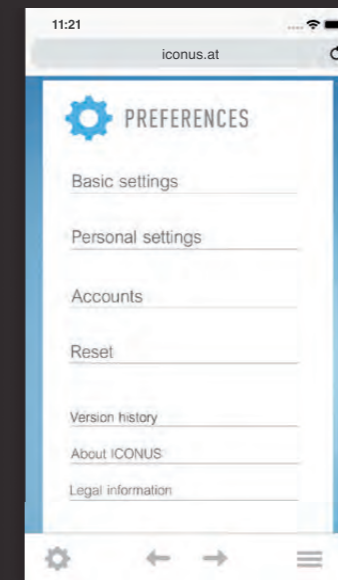 11:21
iconus.at
PREFERENCES
Basic settings
Personal settings
Accounts
Reset
Version history
About ICONUS
Legal information